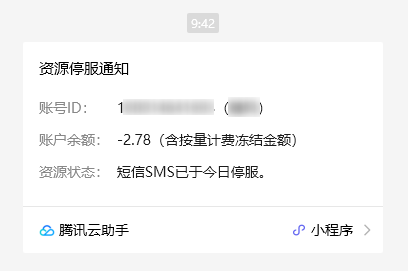 9:42
资源停服通知
账号ID： 1 （ ）
账户余额： -2.78（含按量计费冻结金额）
资源状态： 短信SMS已于今日停服。
腾讯云助手 小程序